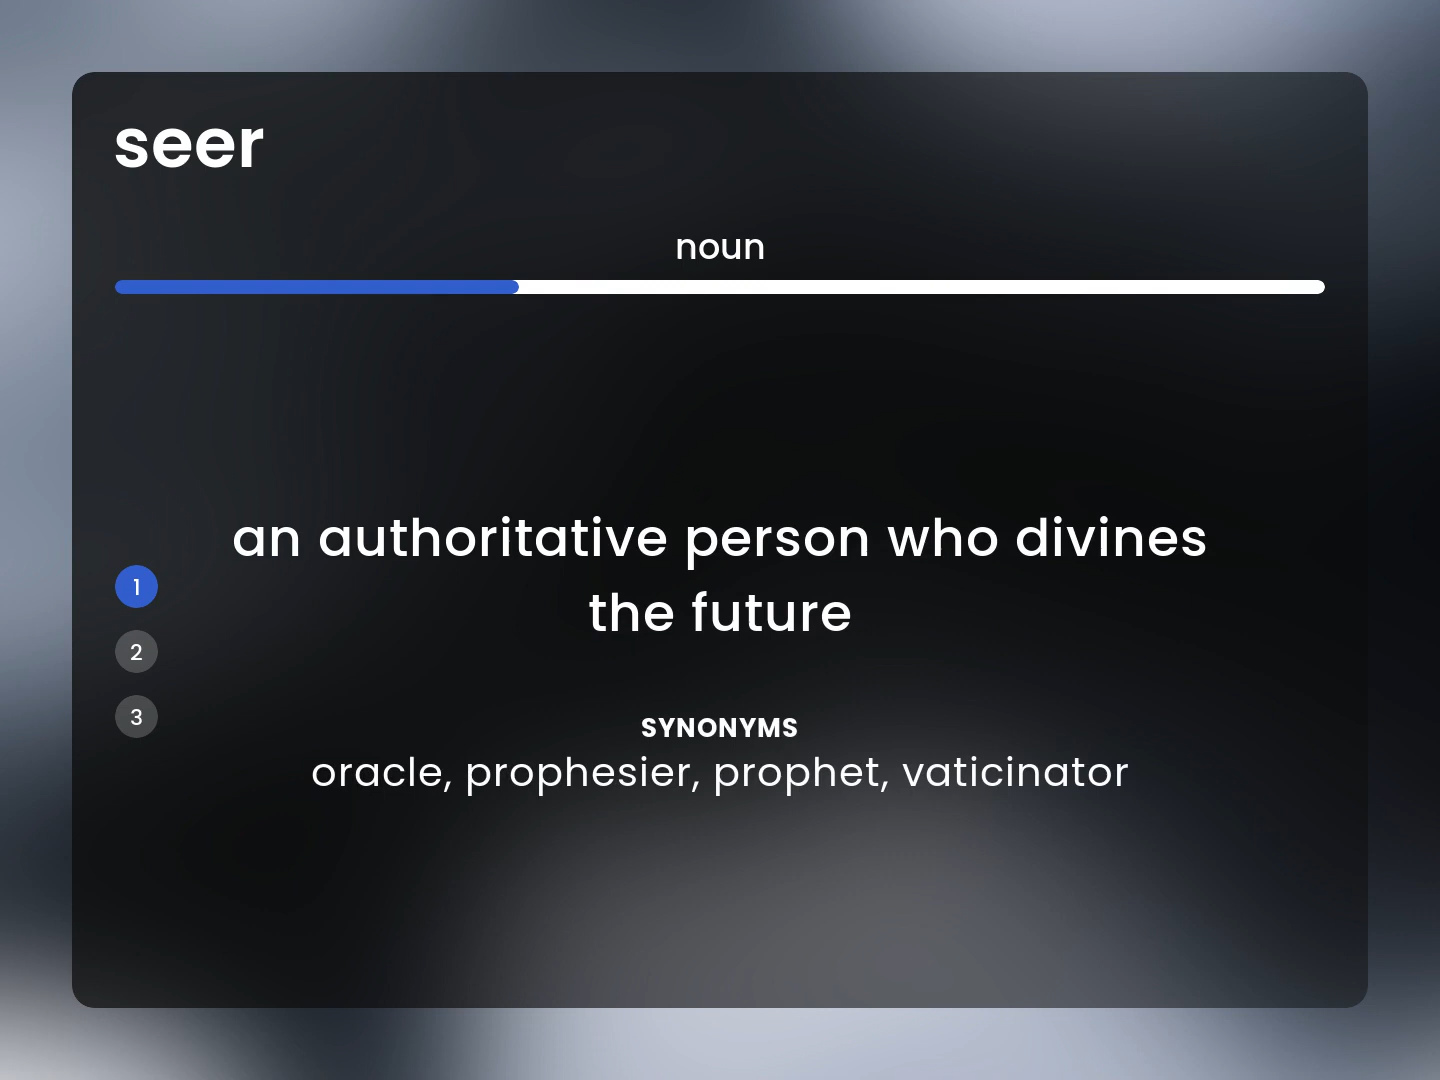 seer
noun
an authoritative person who divines
the future
1
2
3
SYNONYMS
oracle, prophesier, prophet, vaticinator